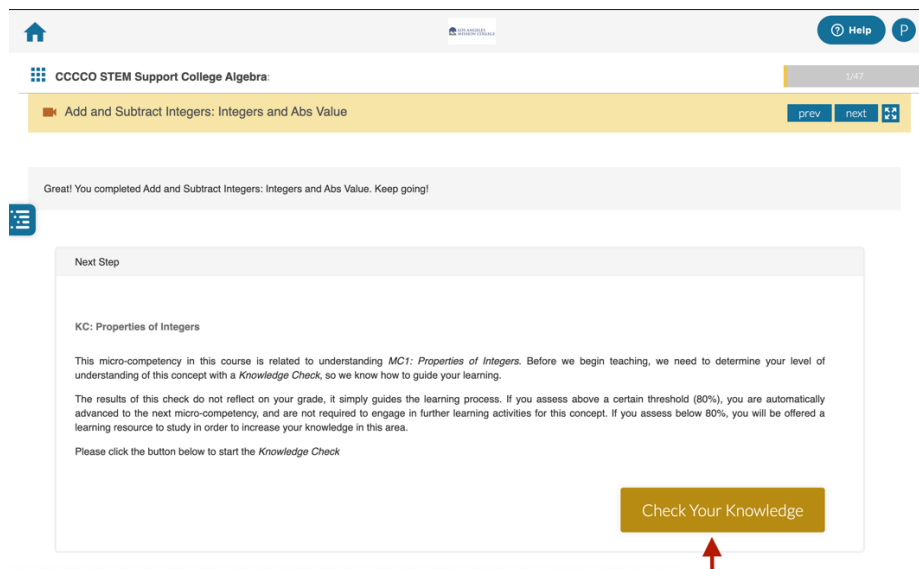 LOS ANGELES
MISSION COLLEGE
Help
P
CCCCO STEM Support College Algebra:
1/47
Add and Subtract Integers: Integers and Abs Value
prev
next
Great! You completed Add and Subtract Integers: Integers and Abs Value. Keep going!
Next Step
KC: Properties of Integers
This micro-competency in this course is related to understanding MC1: Properties of Integers. Before we begin teaching, we need to determine your level of
understanding of this concept with a Knowledge Check, so we know how to guide your learning.
The results of this check do not reflect on your grade, it simply guides the learning process. If you assess above a certain threshold (80%), you are automatically
advanced to the next micro-competency, and are not required to engage in further learning activities for this concept. If you assess below 80%, you will be offered a
learning resource to study in order to increase your knowledge in this area.
Please click the button below to start the Knowledge Check
Check Your Knowledge